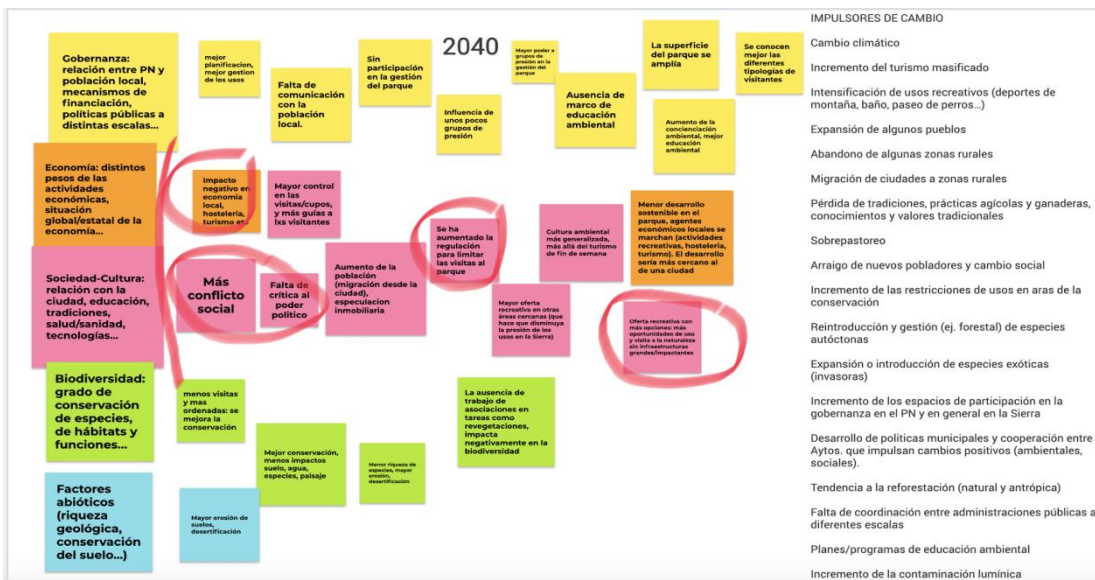 2040
Gobernanza:
relación entre PN y
población local,
mecanismos de
financiación,
políticas públicas a
distintas escalas...
mejor
planificacion,
mejor gestion
de los usos
Falta de
comunicación
con la
población
local.
Sin
participación
en la gestión
del parque
Influencia de
unos pocos
grupos de
presión
Mayor poder a
grupos de
presión en la
gestión del
parque
Ausencia de
marco de
educación
ambiental
La superficie
del parque se
amplía
Aumento de la
concienciación
ambiental, mejor
educación
ambiental
Se conocen
mejor las
diferentes
tipologías de
visitantes
Economía: distintos
pesos de las
actividades
económicas,
situación
global/estatal de la
economía...
Impacto
negativo en
economia
local,
hosteleria,
turismo etc.
Mayor control
en las
visitas/cupos,
y más guías a
lxs visitantes
Se ha
aumentado la
regulación
para limitar
las visitas al
parque
Cultura ambiental
más generalizada,
más allá del turismo
de fin de semana
Menor desarrollo
sostenible en el
parque, agentes
económicos locales se
marchan (actividades
recreativas, hosteleria,
turismo). El desarrollo
sería más cercano al
de una ciudad
Sociedad-Cultura:
relación con la
ciudad, educación,
tradiciones,
salud/sanidad,
tecnologías...
Más
conflicto
social
Falta de
crítica al
poder
político
Aumento de la
población
(migración desde la
ciudad),
especulacion
inmobiliaria
Mayor oferta
recreativa en otras
áreas cercanas (que
hace que disminuya
la presión de los
usos en la Sierra)
Oferta recreativa con
más opciones: más
oportunidades de uso
y visita a la naturaleza
sin infraestructuras
grandes/impactantes
Biodiversidad:
grado de
conservación
de especies,
de hábitats y
funciones...
menos visitas
y mas
ordenadas: se
mejora la
conservación
Mejor conservación,
menos impactos
suelo, agua,
especies, paisaje
Menor riqueza de
especies, mayor
erosión,
desertificación
La ausencia de
trabajo de
asociaciones en
tareas como
revegetaciones,
impacta
negativamente en la
biodiversidad
Factores
abióticos
(riqueza
geológica,
conservación
del suelo...)
Mayor erosión de
suelos,
desertificación
IMPULSORES DE CAMBIO
Cambio climático
Incremento del turismo masificado
Intensificación de usos recreativos (deportes de
montaña, baño, paseo de perros...)
Expansión de algunos pueblos
Abandono de algunas zonas rurales
Migración de ciudades a zonas rurales
Pérdida de tradiciones, prácticas agícolas y ganaderas,
conocimientos y valores tradicionales
Sobrepastoreo
Arraigo de nuevos pobladores y cambio social
Incremento de las restricciones de usos en aras de la
conservación
Reintroducción y gestión (ej. forestal) de especies
autóctonas
Expansión o introducción de especies exóticas
(invasoras)
Incremento de los espacios de participación en la
gobernanza en el PN y en general en la Sierra
Desarrollo de politicas municipales y cooperación entre
Aytos. que impulsan cambios positivos (ambientales,
sociales).
Tendencia a la reforestación (natural y antrópica)
Falta de coordinación entre administraciones públicas a
diferentes escalas
Planes/programas de educación ambiental
Incremento de la contaminación lumínica